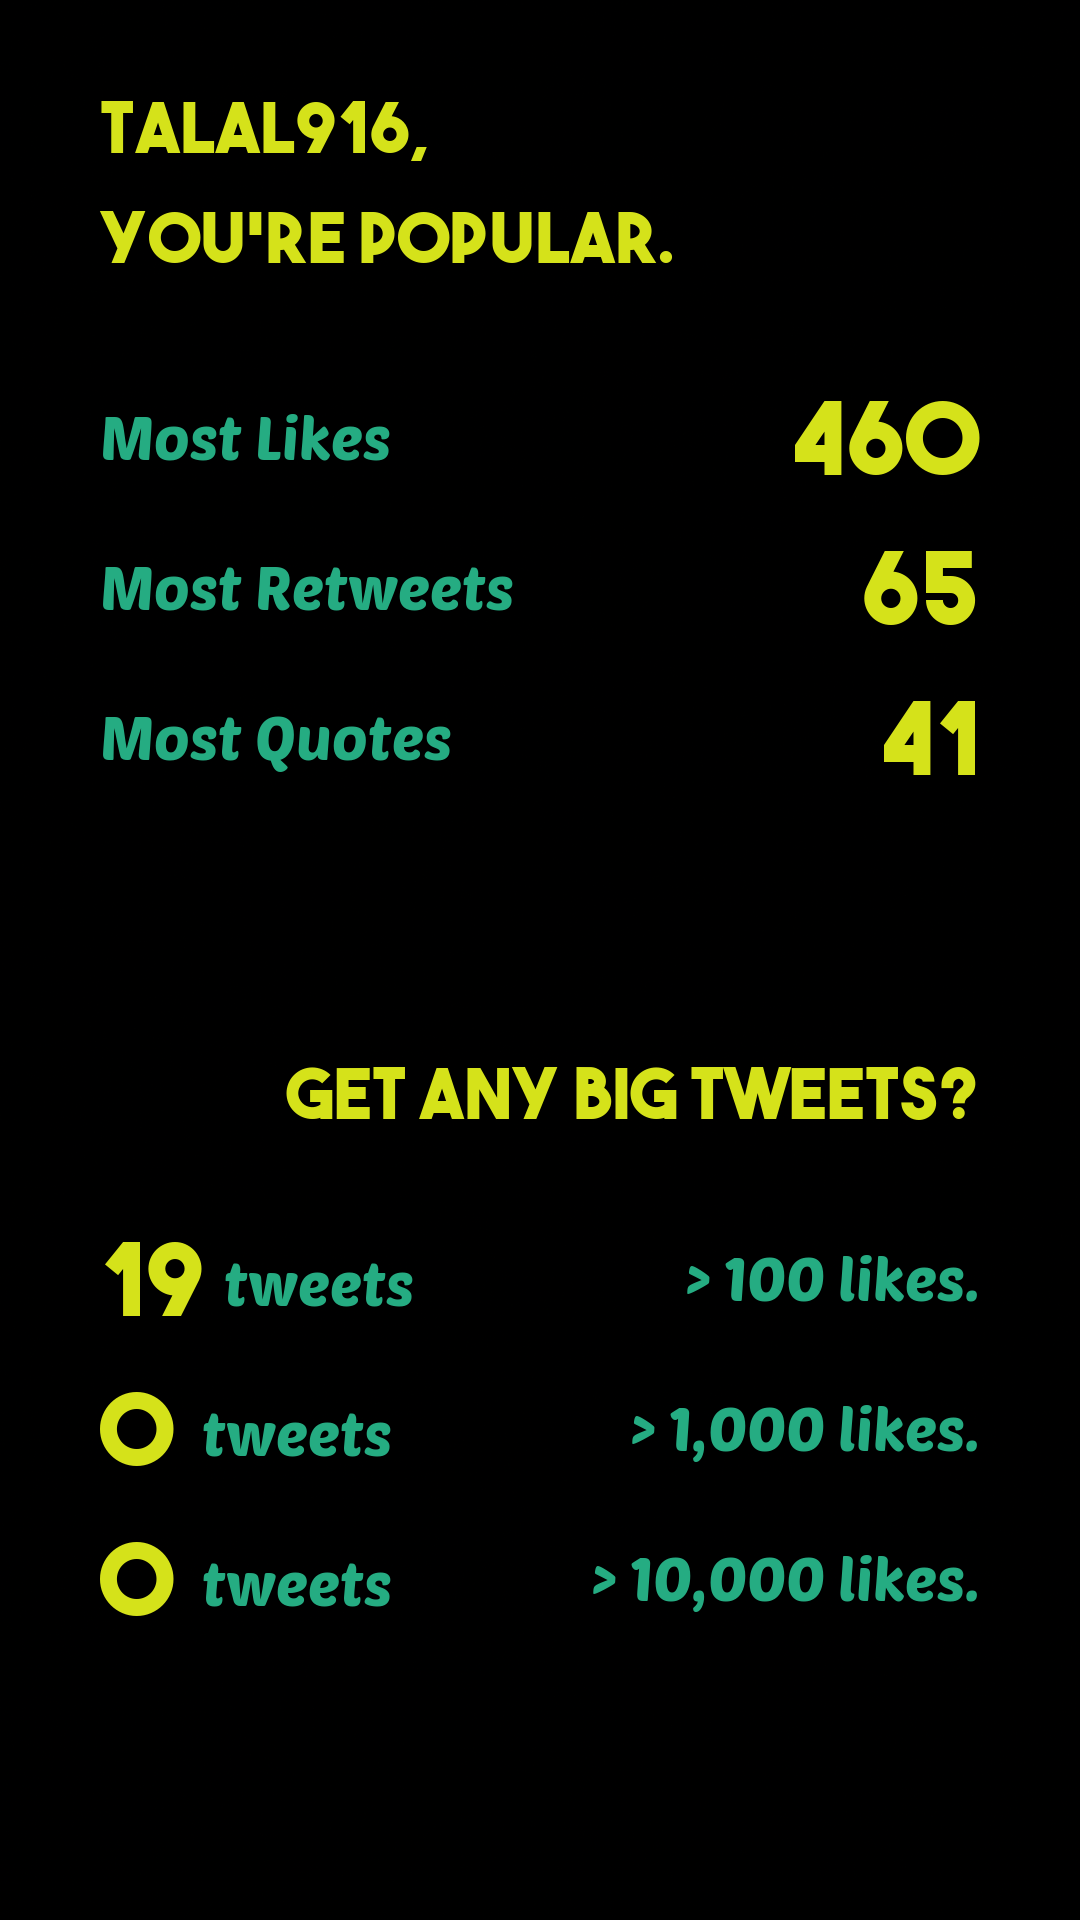 TALAL916,
YOU'RE POPULAR.
Most Likes 460
Most Retweets 65
Most Quotes 41
GET ANY BIG TWEETS?
19 tweets > 100 likes.
0 tweets > 1,000 likes.
0 tweets > 10,000 likes.